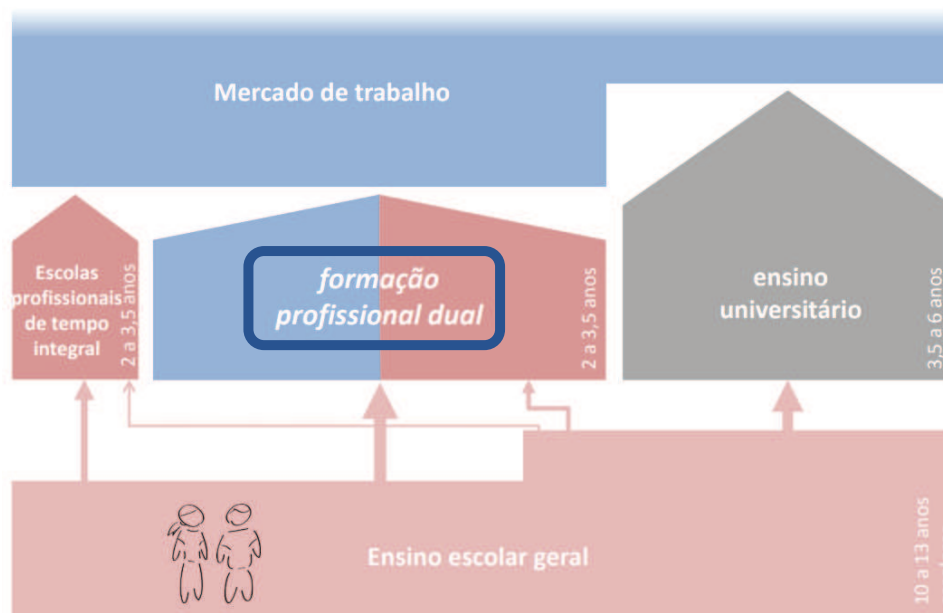 Mercado de trabalho
Escolas
profissionais
de tempo
integral
2 a 3,5 anos
formação
profissional dual
2 a 3,5 anos
ensino
universitário
3,5 a 6 anos
Ensino escolar geral
10 a 13 anos